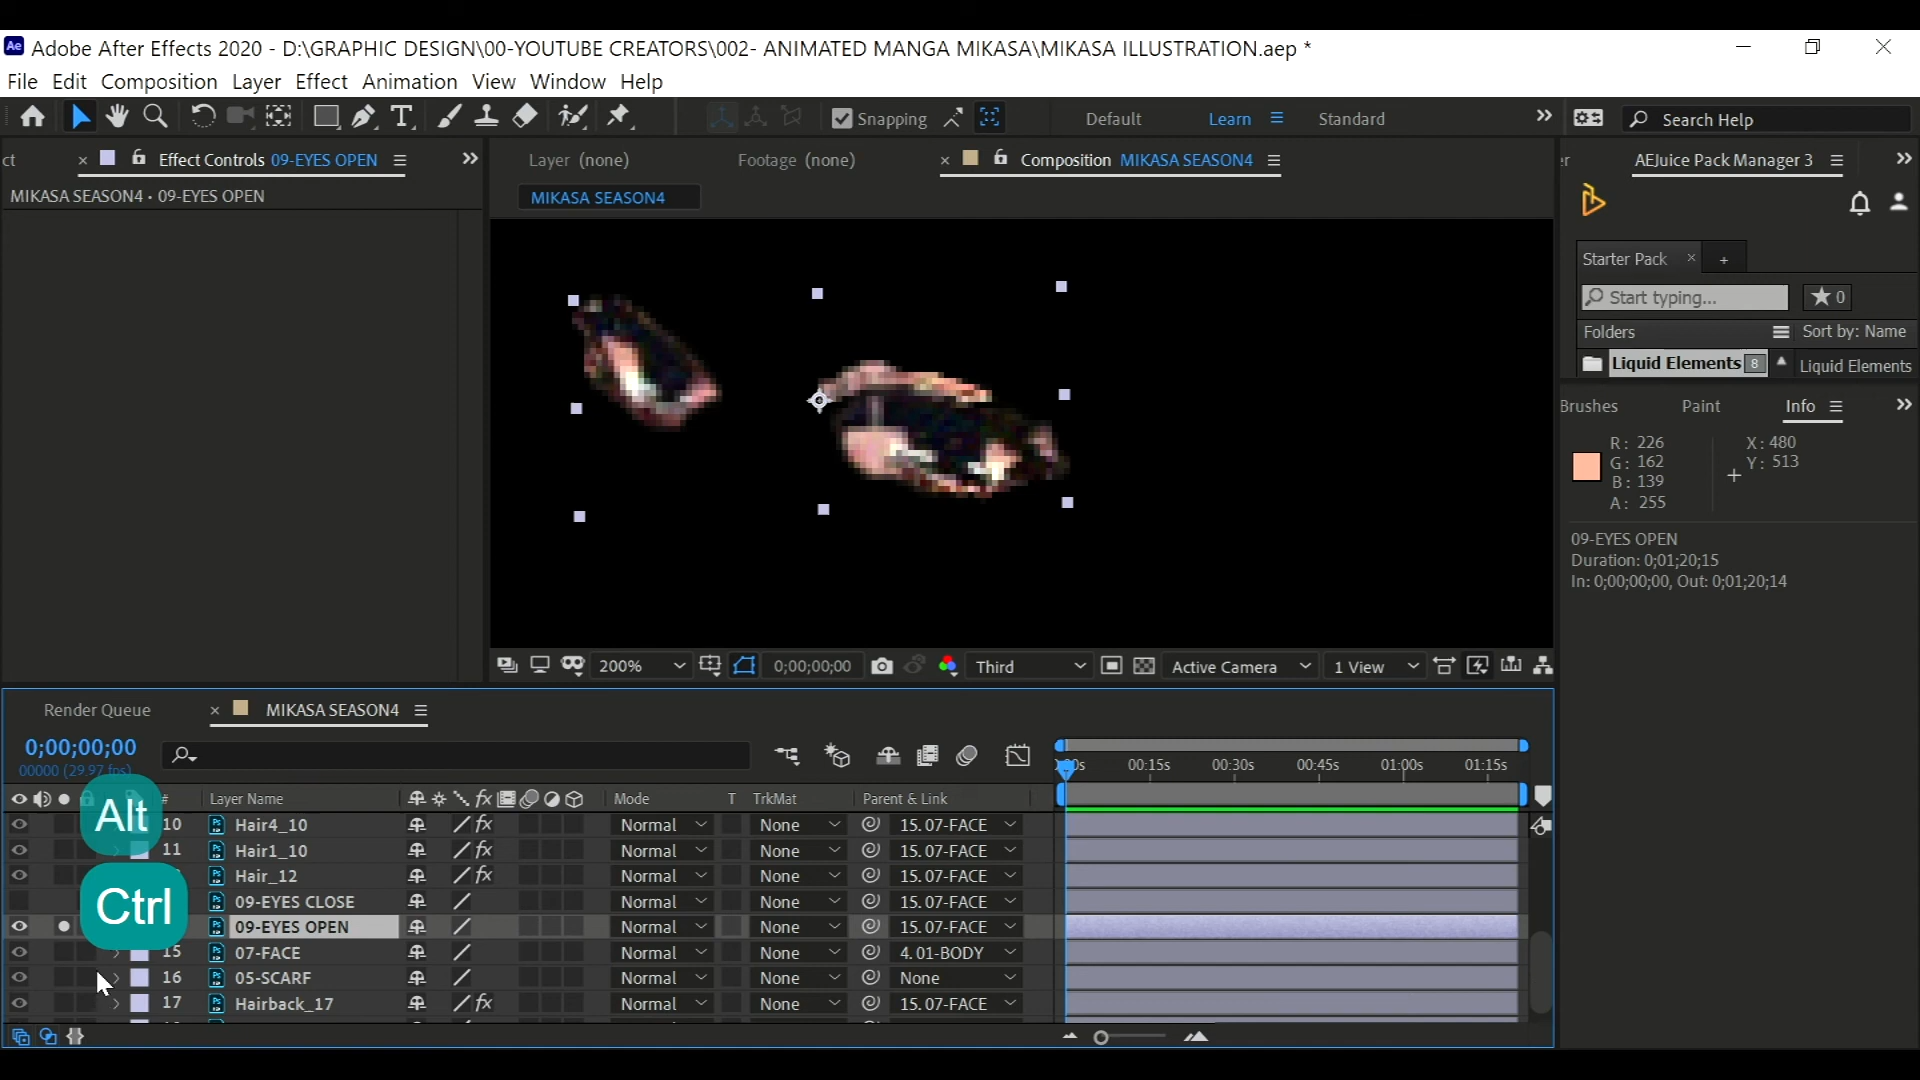 Adobe After Effects 2020 - D:\GRAPHIC DESIGN\00-YOUTUBE CREATORS\002- ANIMATED MANGA MIKASA\MIKASA ILLUSTRATION.aep *
File Edit Composition Layer Effect Animation View Window Help
Snapping Default Learn Standard Search Help
ct Effect Controls 09-EYES OPEN Layer (none) Footage (none) Composition MIKASA SEASON4 AEJuice Pack Manager 3
MIKASA SEASON4 • 09-EYES OPEN
MIKASA SEASON4
Starter Pack × +
Start typing... 0
Folders Sort by: Name
Liquid Elements 8 Liquid Elements
Brushes Paint Info
R: 226 X: 480
G: 162 Y: 513
B: 139
A: 255
09-EYES OPEN
Duration: 0;01;20;15
In: 0;00;00;00, Out: 0;01;20;14
200% 0;00;00;00 Third Active Camera 1 View
Render Queue × MIKASA SEASON4
0;00;00;00
00000 (29.97 fps)
00:15s 00:30s 00:45s 01:00s 01:15s
# Layer Name Mode T TrkMat Parent & Link
Alt
Ctrl
10 Hair4_10 Normal None 15. 07-FACE
11 Hair1_10 Normal None 15. 07-FACE
Hair_12 Normal None 15. 07-FACE
09-EYES CLOSE Normal None 15. 07-FACE
09-EYES OPEN Normal None 15. 07-FACE
15 07-FACE Normal None 4. 01-BODY
16 05-SCARF Normal None None
17 Hairback_17 Normal None 15. 07-FACE